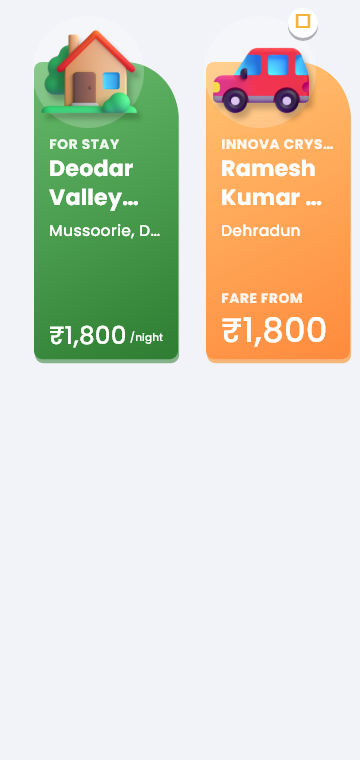 FOR STAY
Deodar
Valley...
Mussoorie, D...
₹1,800 /night
INNOVA CRYS...
Ramesh
Kumar ...
Dehradun
FARE FROM
₹1,800